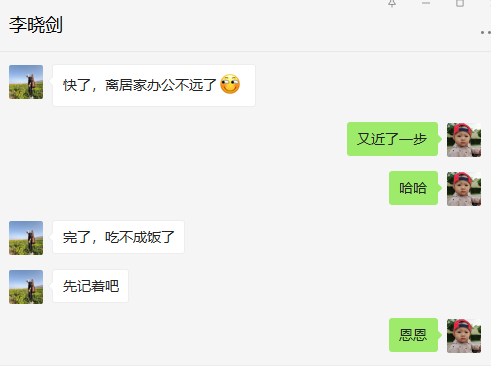 李晓剑
快了，离居家办公不远了
又近了一步
哈哈
完了，吃不成饭了
先记着吧
恩恩